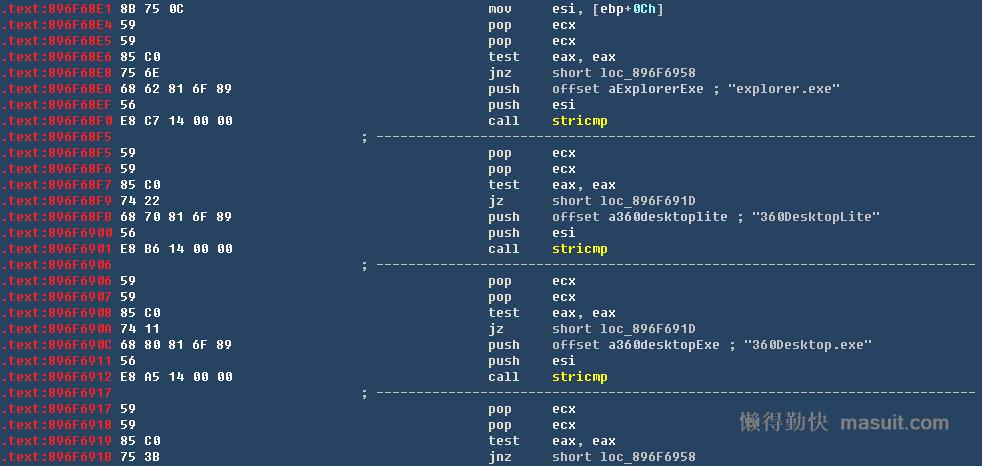 .text:896F68E1 8B 75 0C mov esi, [ebp+0Ch]
.text:896F68E4 59 pop ecx
.text:896F68E5 59 pop ecx
.text:896F68E6 85 C0 test eax, eax
.text:896F68E8 75 6E jnz short loc_896F6958
.text:896F68EA 68 62 81 6F 89 push offset aExplorerExe ; "explorer.exe"
.text:896F68EF 56 push esi
.text:896F68F0 E8 C7 14 00 00 call stricmp
.text:896F68F5 ; ---------------------------------------------------------------------------
.text:896F68F5 59 pop ecx
.text:896F68F6 59 pop ecx
.text:896F68F7 85 C0 test eax, eax
.text:896F68F9 74 22 jz short loc_896F691D
.text:896F68FB 68 70 81 6F 89 push offset a360desktoplite ; "360DesktopLite"
.text:896F6900 56 push esi
.text:896F6901 E8 B6 14 00 00 call stricmp
.text:896F6906 ; ---------------------------------------------------------------------------
.text:896F6906 59 pop ecx
.text:896F6907 59 pop ecx
.text:896F6908 85 C0 test eax, eax
.text:896F690A 74 11 jz short loc_896F691D
.text:896F690C 68 80 81 6F 89 push offset a360desktopExe ; "360Desktop.exe"
.text:896F6911 56 push esi
.text:896F6912 E8 A5 14 00 00 call stricmp
.text:896F6917 ; ---------------------------------------------------------------------------
.text:896F6917 59 pop ecx
.text:896F6918 59 pop ecx
.text:896F6919 85 C0 test eax, eax
.text:896F691B 75 3B jnz short loc_896F6958
懒得勤快 masuit.com